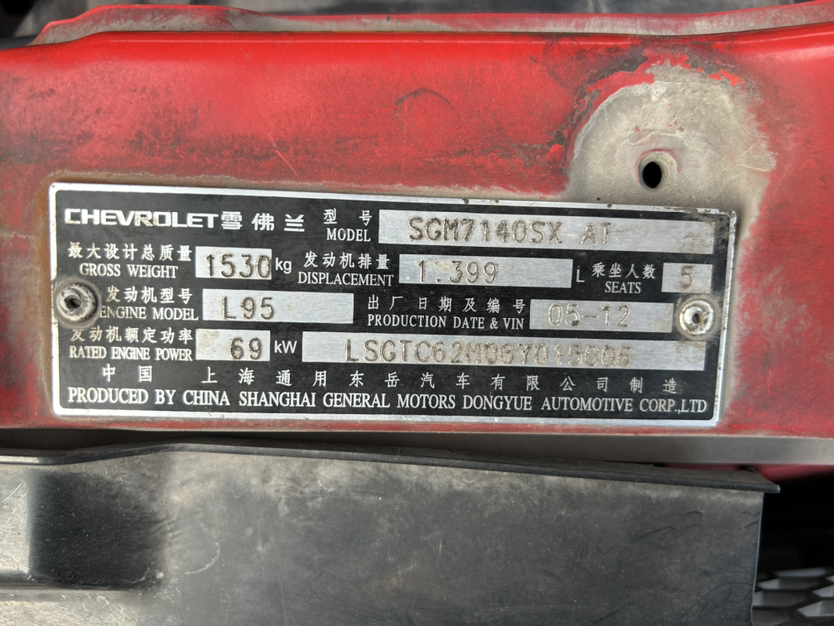 CHEVROLET雪佛兰 型号 MODEL SGM7140SX AT
最大设计总质量 GROSS WEIGHT 1530 kg 发动机排量 DISPLACEMENT 1.399 L 乘坐人数 SEATS 5
发动机型号 ENGINE MODEL L95 出厂日期及编号 PRODUCTION DATE & VIN 05-12
发动机额定功率 RATED ENGINE POWER 69 kW
中国 上海通用东岳汽车有限公司制造
PRODUCED BY CHINA SHANGHAI GENERAL MOTORS DONGYUE AUTOMOTIVE CORP.,LTD